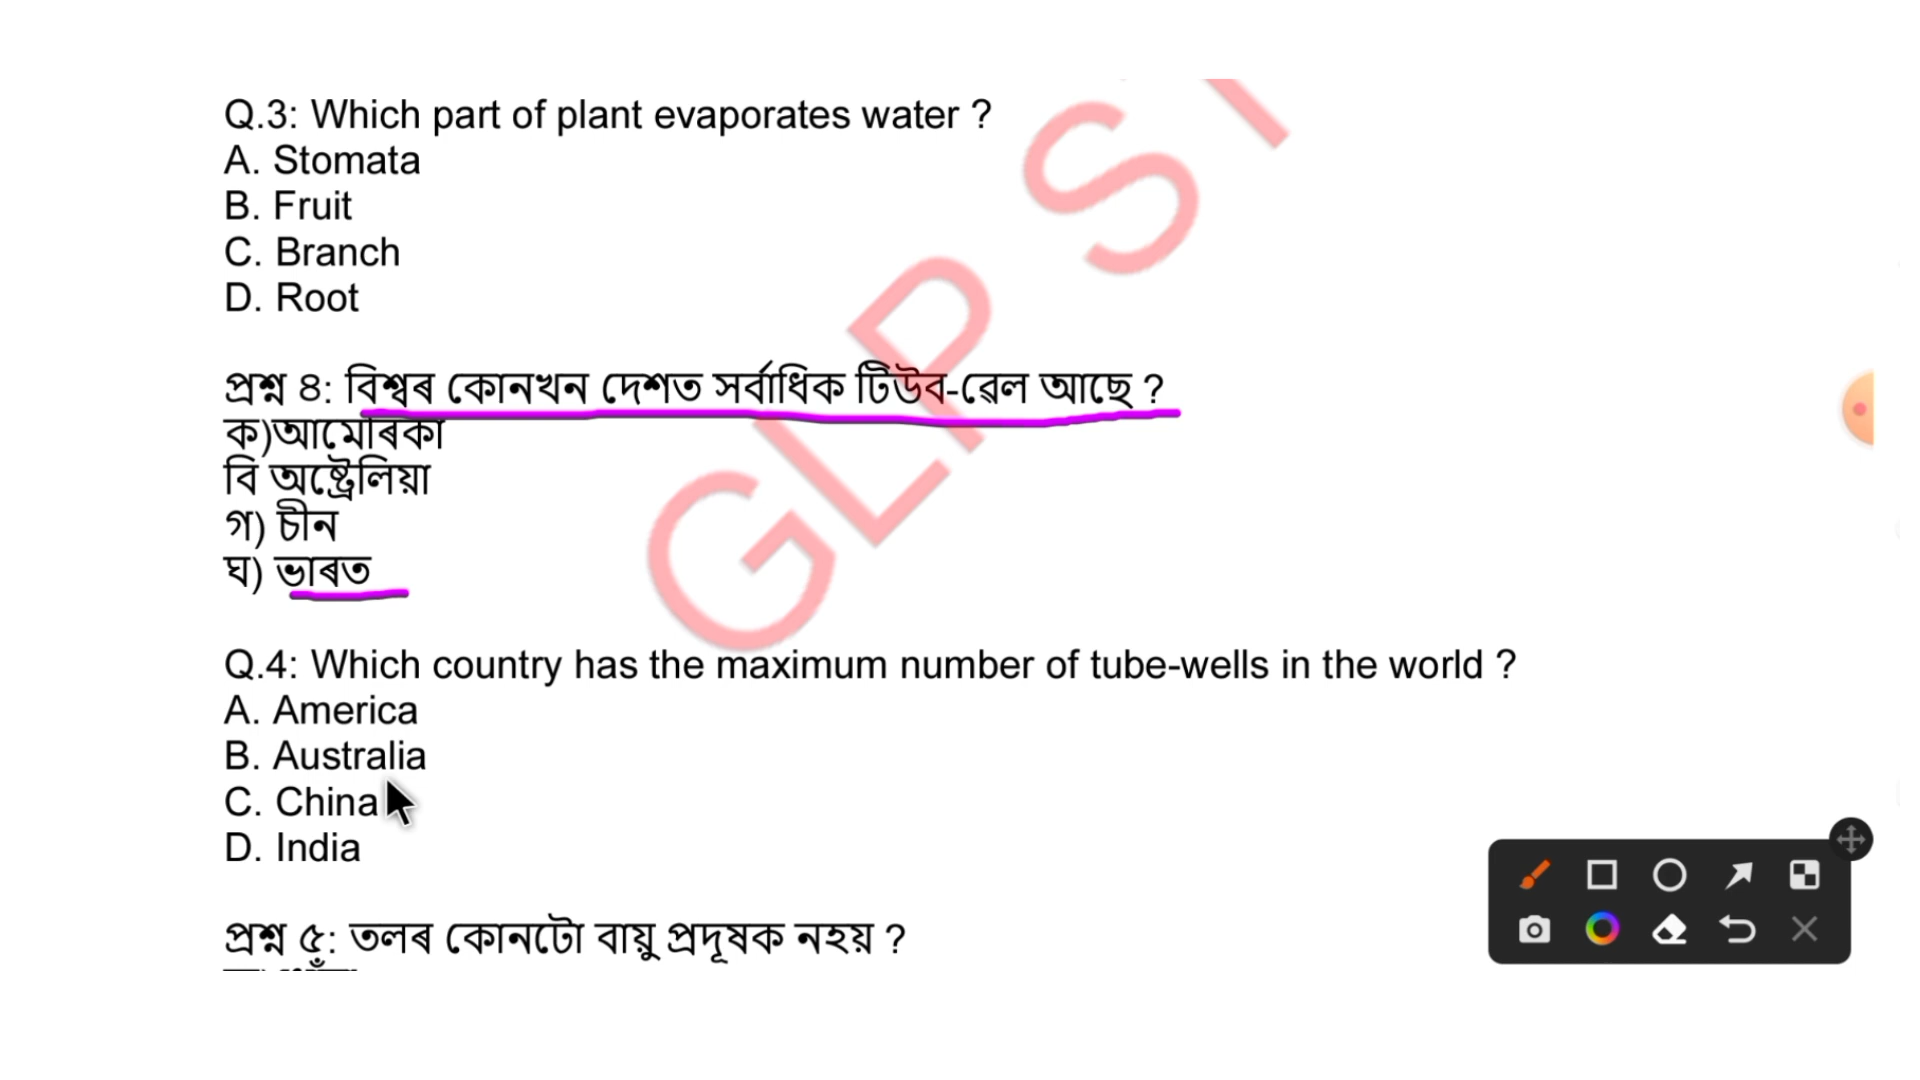 Q.3: Which part of plant evaporates water ?
A. Stomata
B. Fruit
C. Branch
D. Root
প্ৰশ্ন ৪: বিশ্বৰ কোনখন দেশত সৰ্বাধিক টিউব-ৱেল আছে ?
ক)আমেৰিকা
বি অষ্ট্ৰেলিয়া
গ) চীন
ঘ) ভাৰত
Q.4: Which country has the maximum number of tube-wells in the world ?
A. America
B. Australia
C. China
D. India
প্ৰশ্ন ৫: তলৰ কোনটো বায়ু প্ৰদূষক নহয় ?
GLP S